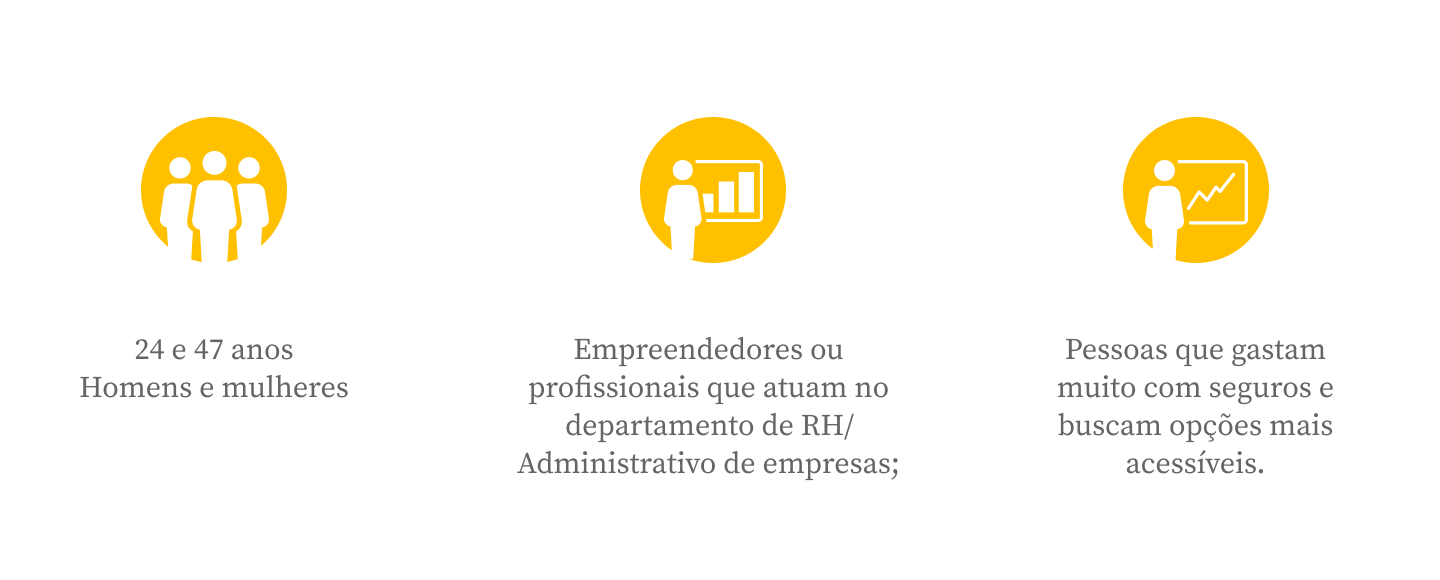 24 e 47 anos
Homens e mulheres
Empreendedores ou
profissionais que atuam no
departamento de RH/
Administrativo de empresas;
Pessoas que gastam
muito com seguros e
buscam opções mais
acessíveis.